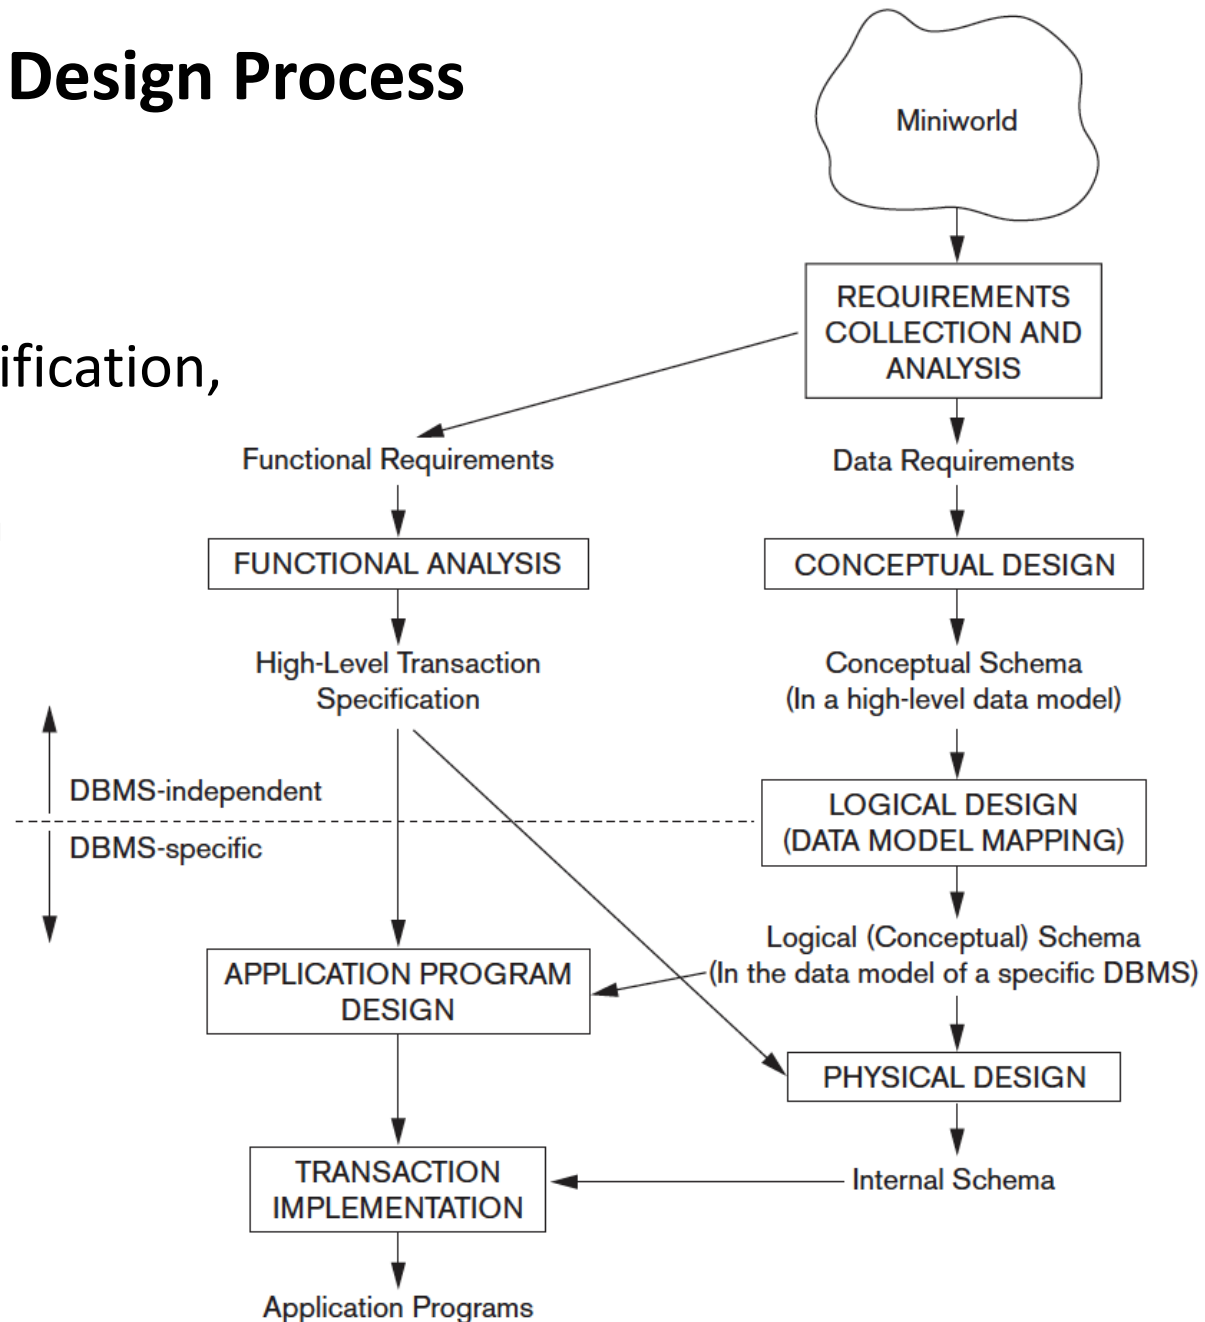 Design Process
Miniworld
REQUIREMENTS
COLLECTION AND
ANALYSIS
ification,
Functional Requirements
Data Requirements
FUNCTIONAL ANALYSIS
CONCEPTUAL DESIGN
High-Level Transaction
Specification
Conceptual Schema
(In a high-level data model)
DBMS-independent
DBMS-specific
LOGICAL DESIGN
(DATA MODEL MAPPING)
Logical (Conceptual) Schema
(In the data model of a specific DBMS)
APPLICATION PROGRAM
DESIGN
PHYSICAL DESIGN
TRANSACTION
IMPLEMENTATION
Internal Schema
Application Programs